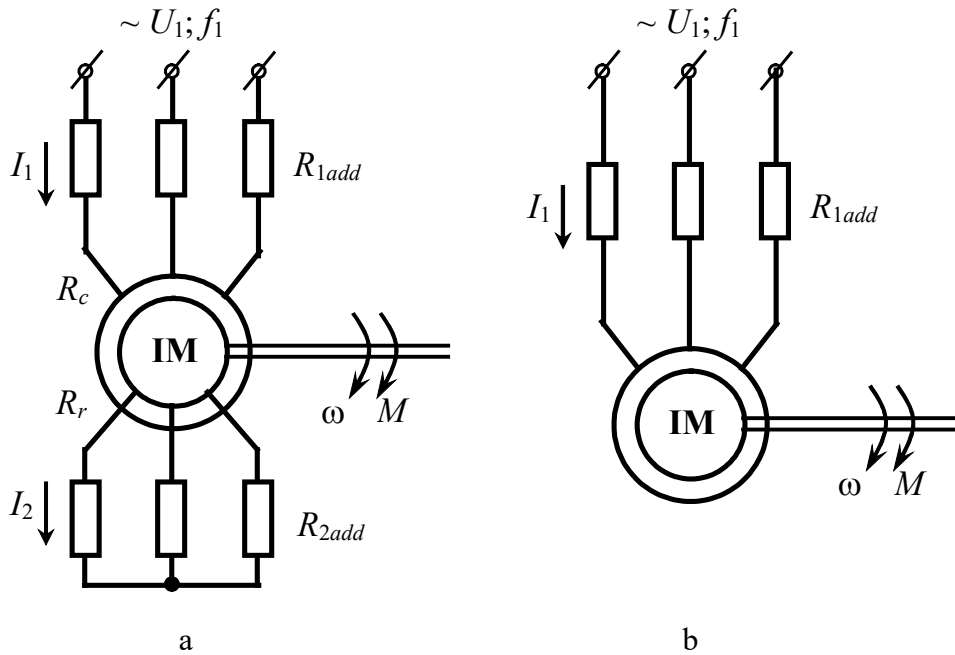 ~ U1; f1
I1
R1add
Rc
IM
Rr
ω
M
I2
R2add
a
~ U1; f1
I1
R1add
IM
ω
M
b